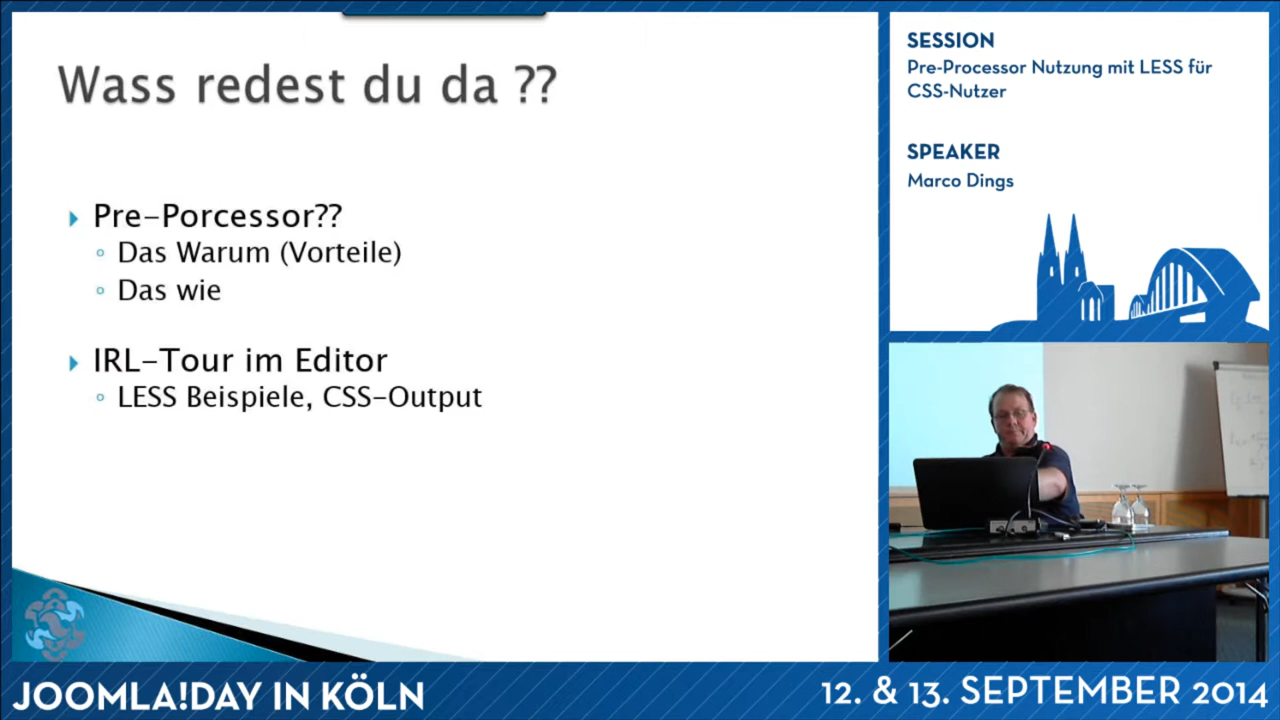 Wass redest du da ??
Pre-Porcessor??
Das Warum (Vorteile)
Das wie
IRL-Tour im Editor
LESS Beispiele, CSS-Output
SESSION
Pre-Processor Nutzung mit LESS für
CSS-Nutzer
SPEAKER
Marco Dings
JOOMLA!DAY IN KÖLN
12. & 13. SEPTEMBER 2014